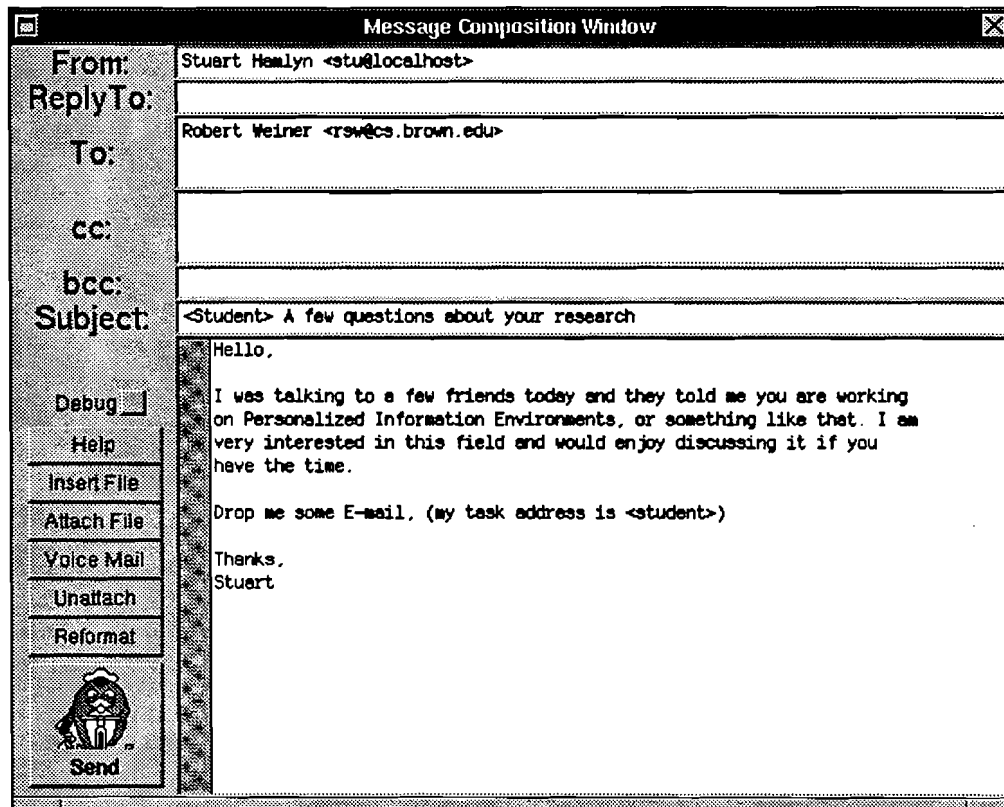 Message Composition Window
From: Stuart Hamlyn <stu@localhost>
ReplyTo:
To: Robert Weiner <rsw@cs.brown.edu>
cc:
bcc:
Subject: <Student> A few questions about your research
Hello,
I was talking to a few friends today and they told me you are working
on Personalized Information Environments, or something like that. I am
very interested in this field and would enjoy discussing it if you
have the time.
Drop me some E-mail, (my task address is <student>)
Thanks,
Stuart
Debug
Help
Insert File
Attach File
Voice Mail
Unattach
Reformat
Send